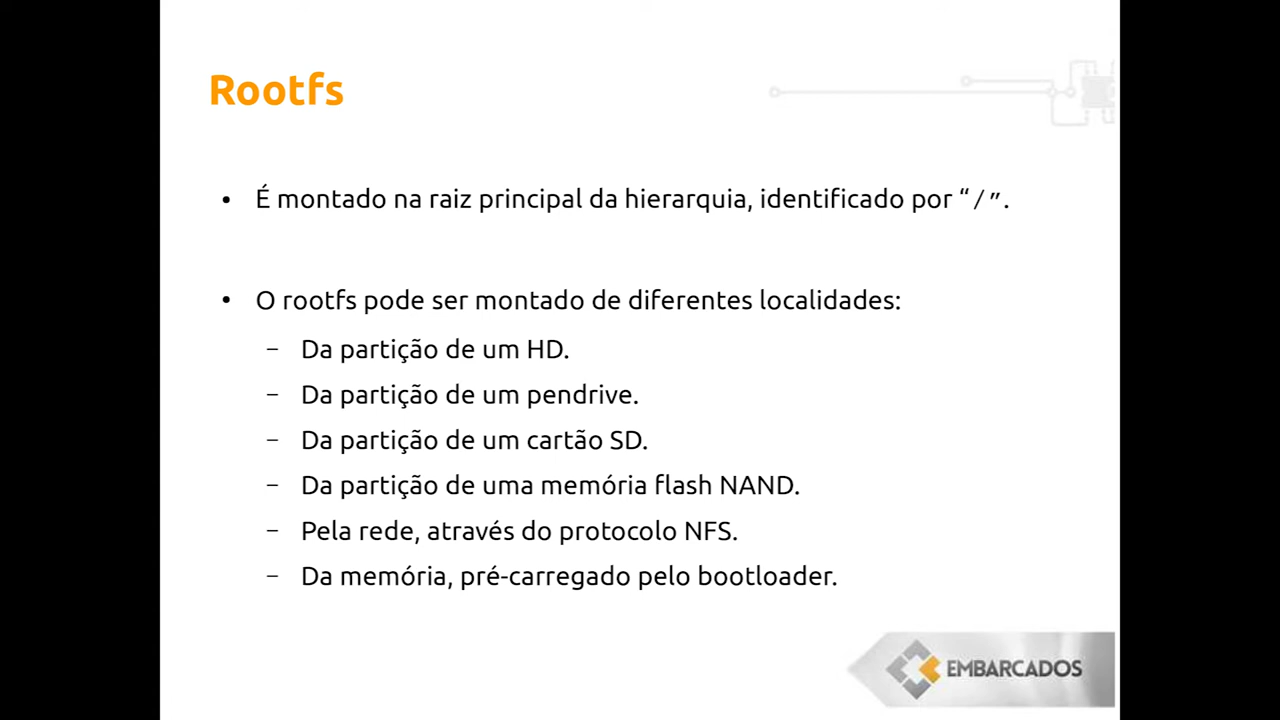 Rootfs
• É montado na raiz principal da hierarquia, identificado por “/”.
• O rootfs pode ser montado de diferentes localidades:
– Da partição de um HD.
– Da partição de um pendrive.
– Da partição de um cartão SD.
– Da partição de uma memória flash NAND.
– Pela rede, através do protocolo NFS.
– Da memória, pré-carregado pelo bootloader.
EMBARCADOS